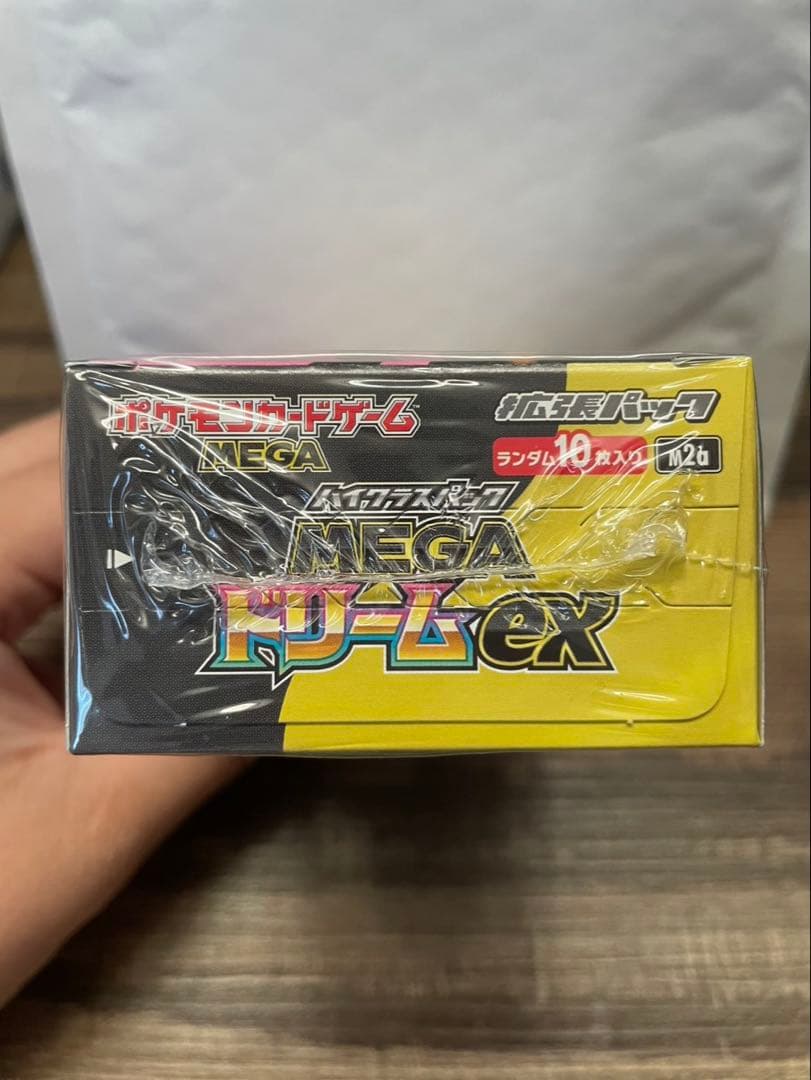 ポケモンカードゲーム™
MEGA
拡張パック
ランダム10枚入り
M2a
ハイクラスパック
MEGA
ドリームex